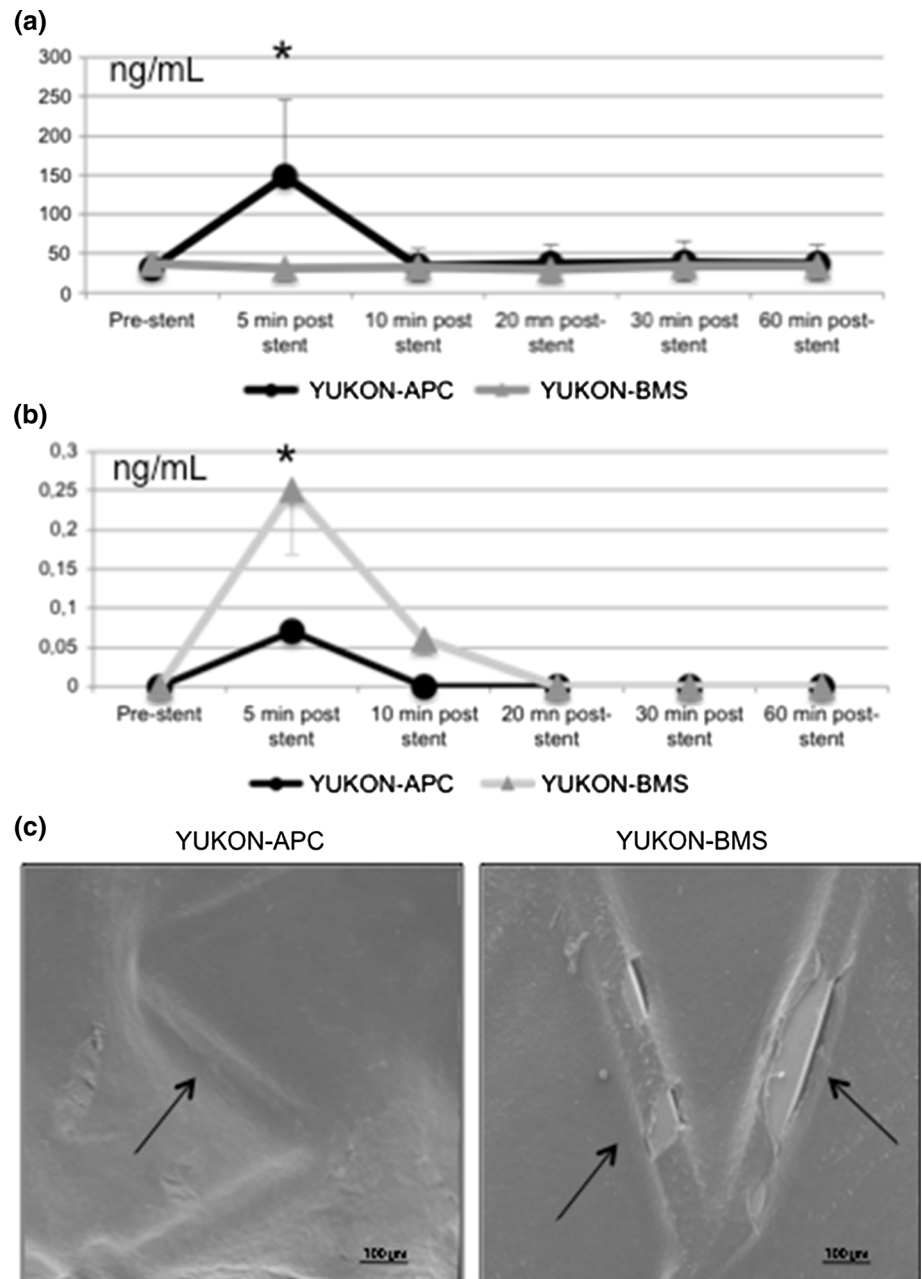 (a)
300
*
ng/mL
250
200
150
100
50
0
Pre-stent
5 min post stent
10 min post stent
20 mn post-stent
30 min post stent
60 min post-stent
YUKON-APC
YUKON-BMS
(b)
0,3
*
ng/mL
0,25
0,2
0,15
0,1
0,05
0
Pre-stent
5 min post stent
10 min post stent
20 mn post-stent
30 min post stent
60 min post-stent
YUKON-APC
YUKON-BMS
(c)
YUKON-APC
YUKON-BMS
100 µm
100 µm